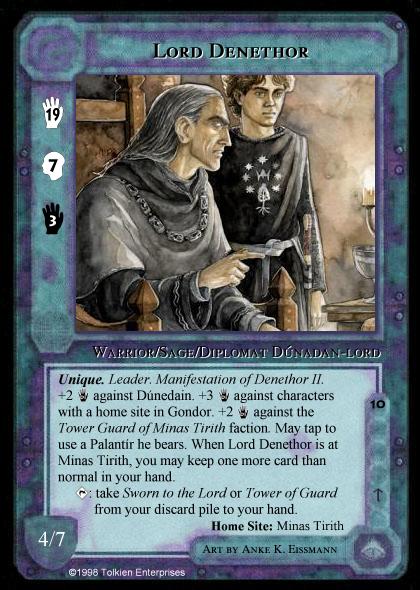 LORD DENETHOR
19
7
3
WARRIOR/SAGE/DIPLOMAT DÚNADAN-LORD
Unique. Leader. Manifestation of Denethor II.
+2 against Dúnedain. +3 against characters
with a home site in Gondor. +2 against the
Tower Guard of Minas Tirith faction. May tap to
use a Palantír he bears. When Lord Denethor is at
Minas Tirith, you may keep one more card than
normal in your hand.
: take Sworn to the Lord or Tower of Guard
from your discard pile to your hand.
Home Site: Minas Tirith
10
4/7
ART BY ANKE K. EISSMANN
©1998 Tolkien Enterprises